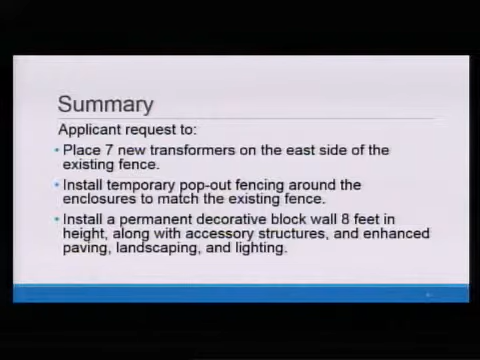 Summary
Applicant request to:
• Place 7 new transformers on the east side of the
existing fence.
• Install temporary pop-out fencing around the
enclosures to match the existing fence.
• Install a permanent decorative block wall 8 feet in
height, along with accessory structures, and enhanced
paving, landscaping, and lighting.